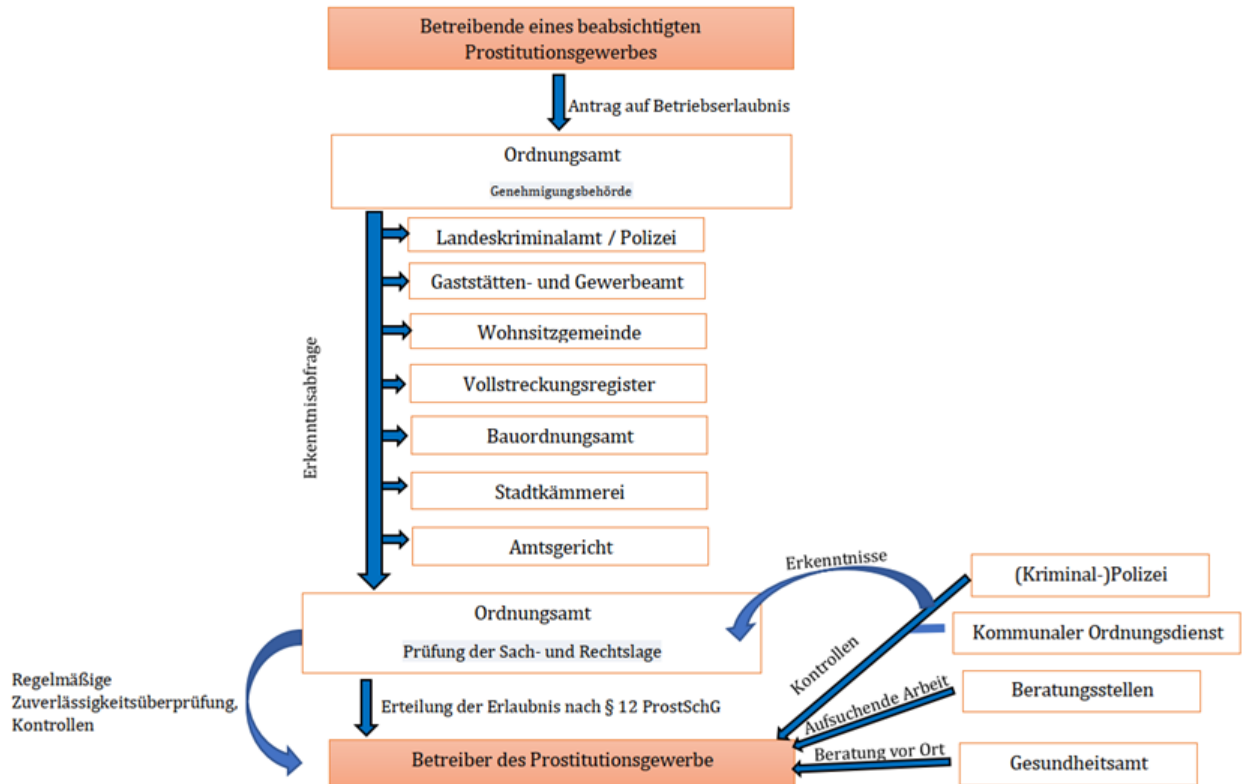 Betreibende eines beabsichtigten
Prostitutionsgewerbes
Antrag auf Betriebserlaubnis
Ordnungsamt
Genehmigungsbehörde
Erkenntnisabfrage
Landeskriminalamt / Polizei
Gaststätten- und Gewerbeamt
Wohnsitzgemeinde
Vollstreckungsregister
Bauordnungsamt
Stadtkämmerei
Amtsgericht
Erkenntnisse
(Kriminal-)Polizei
Ordnungsamt
Prüfung der Sach- und Rechtslage
Kommunaler Ordnungsdienst
Kontrollen
Regelmäßige
Zuverlässigkeitsüberprüfung,
Kontrollen
Erteilung der Erlaubnis nach § 12 ProstSchG
Aufsuchende Arbeit
Beratungsstellen
Betreiber des Prostitutionsgewerbe
Beratung vor Ort
Gesundheitsamt